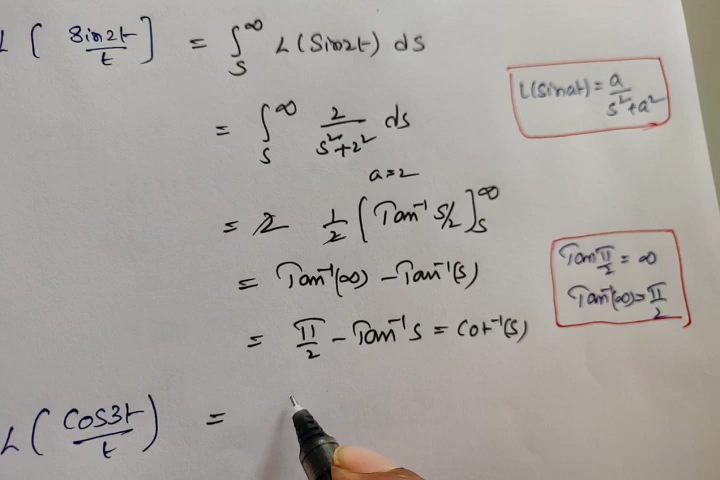 L [ Sin2t/t ] = ∫_S^∞ L(Sin2t) ds
L(Sinat) = a/(s²+a²)
= ∫_S^∞ 2/(s²+2²) ds
a=2
= 2 1/2 [ Tan⁻¹ s/2 ]_S^∞
= Tan⁻¹(∞) - Tan⁻¹(s)
Tan π/2 = ∞
Tan⁻¹(∞) = π/2
= π/2 - Tan⁻¹ s = Cot⁻¹(s)
L ( Cos3t/t ) =